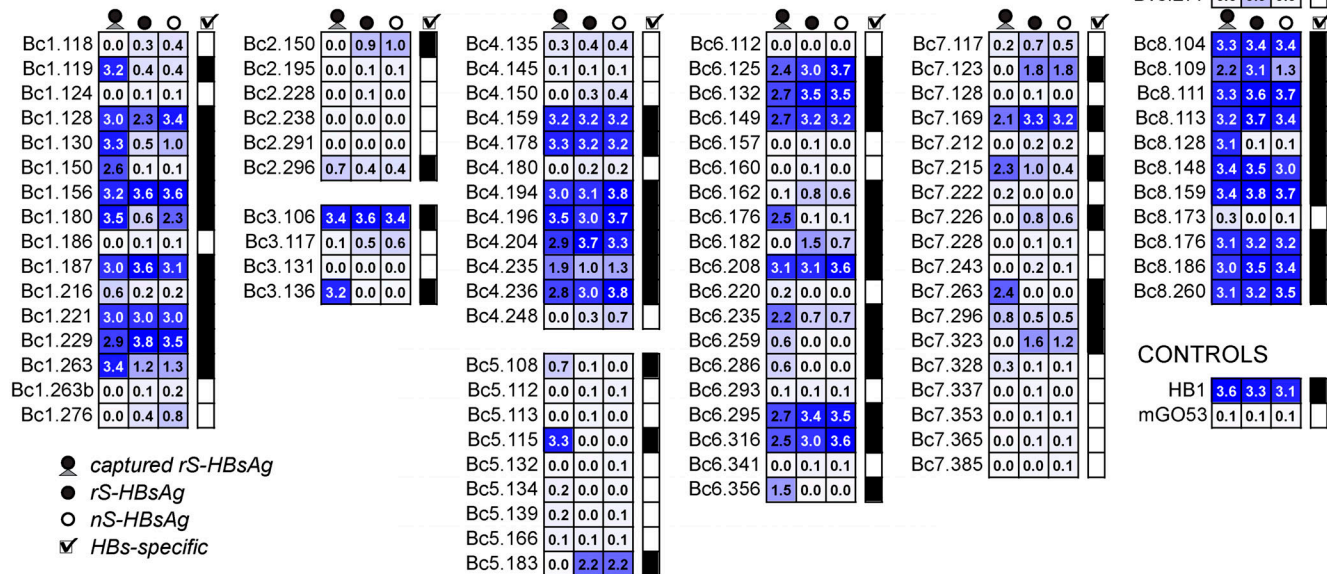 Bc1.118 0.0 0.3 0.4
Bc1.119 3.2 0.4 0.4
Bc1.124 0.0 0.1 0.1
Bc1.128 3.0 2.3 3.4
Bc1.130 3.3 0.5 1.0
Bc1.150 2.6 0.1 0.1
Bc1.156 3.2 3.6 3.6
Bc1.180 3.5 0.6 2.3
Bc1.186 0.0 0.1 0.1
Bc1.187 3.0 3.6 3.1
Bc1.216 0.6 0.2 0.2
Bc1.221 3.0 3.0 3.0
Bc1.229 2.9 3.8 3.5
Bc1.263 3.4 1.2 1.3
Bc1.263b 0.0 0.1 0.2
Bc1.276 0.0 0.4 0.8
captured rS-HBsAg
rS-HBsAg
nS-HBsAg
HBs-specific
Bc2.150 0.0 0.9 1.0
Bc2.195 0.0 0.1 0.1
Bc2.228 0.0 0.1 0.0
Bc2.238 0.0 0.0 0.0
Bc2.291 0.0 0.0 0.0
Bc2.296 0.7 0.4 0.4
Bc3.106 3.4 3.6 3.4
Bc3.117 0.1 0.5 0.6
Bc3.131 0.0 0.0 0.0
Bc3.136 3.2 0.0 0.0
Bc4.135 0.3 0.4 0.4
Bc4.145 0.1 0.1 0.1
Bc4.150 0.0 0.3 0.4
Bc4.159 3.2 3.2 3.2
Bc4.178 3.3 3.2 3.2
Bc4.180 0.0 0.2 0.2
Bc4.194 3.0 3.1 3.8
Bc4.196 3.5 3.0 3.7
Bc4.204 2.9 3.7 3.3
Bc4.235 1.9 1.0 1.3
Bc4.236 2.8 3.0 3.8
Bc4.248 0.0 0.3 0.7
Bc5.108 0.7 0.1 0.0
Bc5.112 0.0 0.1 0.1
Bc5.113 0.0 0.1 0.0
Bc5.115 3.3 0.0 0.0
Bc5.132 0.0 0.0 0.1
Bc5.134 0.2 0.0 0.0
Bc5.139 0.2 0.0 0.1
Bc5.166 0.1 0.1 0.1
Bc5.183 0.0 2.2 2.2
Bc6.112 0.0 0.0 0.0
Bc6.125 2.4 3.0 3.7
Bc6.132 2.7 3.5 3.5
Bc6.149 2.7 3.2 3.2
Bc6.157 0.0 0.1 0.0
Bc6.160 0.0 0.0 0.1
Bc6.162 0.1 0.8 0.6
Bc6.176 2.5 0.1 0.1
Bc6.182 0.0 1.5 0.7
Bc6.208 3.1 3.1 3.6
Bc6.220 0.2 0.0 0.0
Bc6.235 2.2 0.7 0.7
Bc6.259 0.6 0.0 0.0
Bc6.286 0.6 0.0 0.0
Bc6.293 0.1 0.1 0.1
Bc6.295 2.7 3.4 3.5
Bc6.316 2.5 3.0 3.6
Bc6.341 0.0 0.1 0.1
Bc6.356 1.5 0.0 0.0
Bc7.117 0.2 0.7 0.5
Bc7.123 0.0 1.8 1.8
Bc7.128 0.0 0.1 0.0
Bc7.169 2.1 3.3 3.2
Bc7.212 0.0 0.2 0.2
Bc7.215 2.3 1.0 0.4
Bc7.222 0.2 0.0 0.0
Bc7.226 0.0 0.8 0.6
Bc7.228 0.0 0.1 0.1
Bc7.243 0.0 0.2 0.1
Bc7.263 2.4 0.0 0.0
Bc7.296 0.8 0.5 0.5
Bc7.323 0.0 1.6 1.2
Bc7.328 0.3 0.1 0.1
Bc7.337 0.0 0.1 0.0
Bc7.353 0.0 0.1 0.1
Bc7.365 0.0 0.1 0.1
Bc7.385 0.0 0.0 0.1
Bc8.104 3.3 3.4 3.4
Bc8.109 2.2 3.1 1.3
Bc8.111 3.3 3.6 3.7
Bc8.113 3.2 3.7 3.4
Bc8.128 3.1 0.1 0.1
Bc8.148 3.4 3.5 3.0
Bc8.159 3.4 3.8 3.7
Bc8.173 0.3 0.0 0.1
Bc8.176 3.1 3.2 3.2
Bc8.186 3.0 3.5 3.4
Bc8.260 3.1 3.2 3.5
CONTROLS
HB1 3.6 3.3 3.1
mGO53 0.1 0.1 0.1